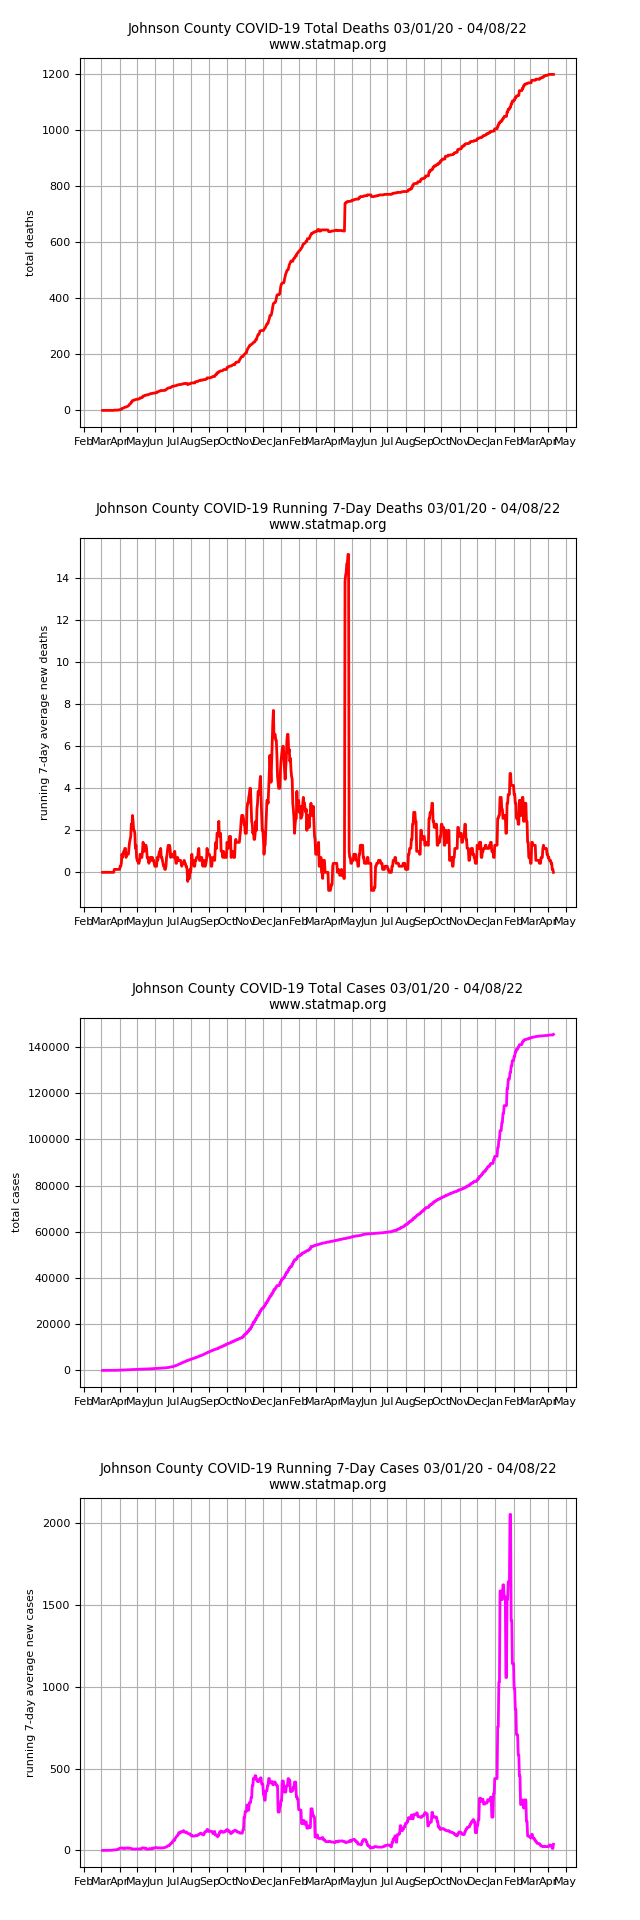 Johnson County COVID-19 Total Deaths 03/01/20 - 04/08/22
www.statmap.org
1200
1000
800
600
400
200
0
total deaths
Feb Mar Apr May Jun Jul Aug Sep Oct Nov Dec Jan Feb Mar Apr May Jun Jul Aug Sep Oct Nov Dec Jan Feb Mar Apr May
Johnson County COVID-19 Running 7-Day Deaths 03/01/20 - 04/08/22
www.statmap.org
14
12
10
8
6
4
2
0
running 7-day average new deaths
Feb Mar Apr May Jun Jul Aug Sep Oct Nov Dec Jan Feb Mar Apr May Jun Jul Aug Sep Oct Nov Dec Jan Feb Mar Apr May
Johnson County COVID-19 Total Cases 03/01/20 - 04/08/22
www.statmap.org
140000
120000
100000
80000
60000
40000
20000
0
total cases
Feb Mar Apr May Jun Jul Aug Sep Oct Nov Dec Jan Feb Mar Apr May Jun Jul Aug Sep Oct Nov Dec Jan Feb Mar Apr May
Johnson County COVID-19 Running 7-Day Cases 03/01/20 - 04/08/22
www.statmap.org
2000
1500
1000
500
0
running 7-day average new cases
Feb Mar Apr May Jun Jul Aug Sep Oct Nov Dec Jan Feb Mar Apr May Jun Jul Aug Sep Oct Nov Dec Jan Feb Mar Apr May